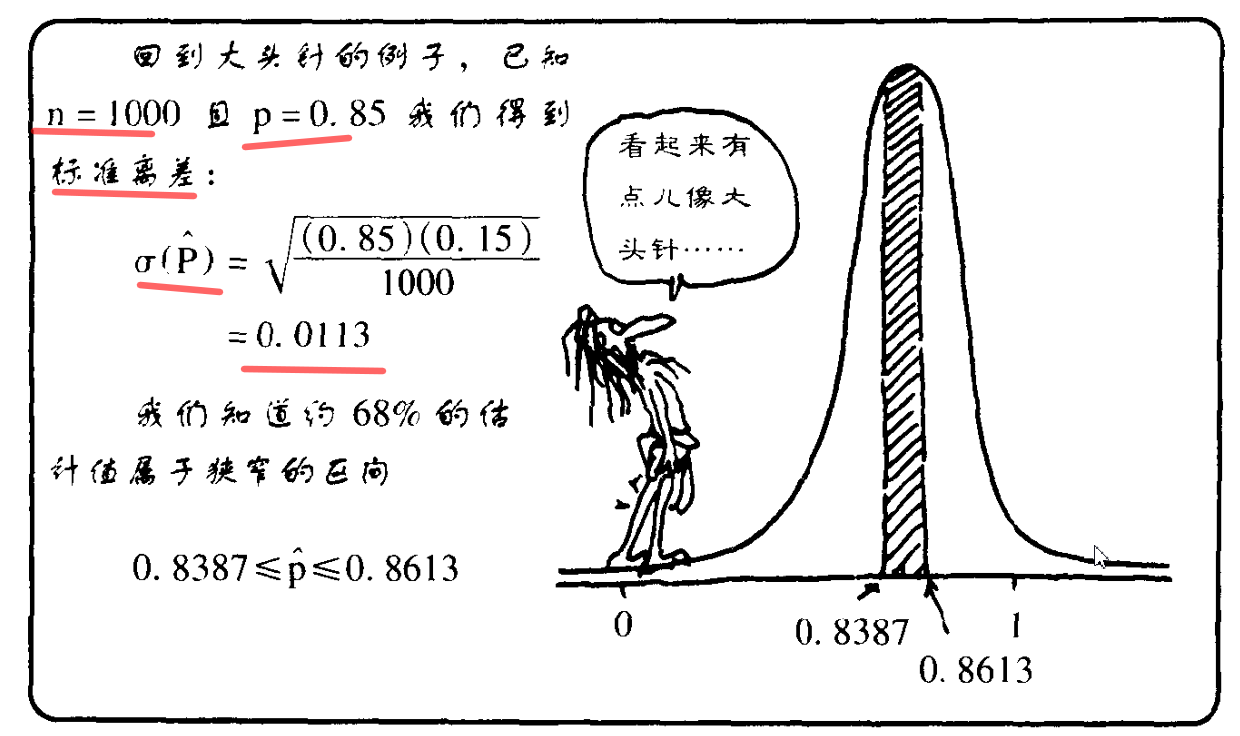 回到大头针的例子，已知
n = 1000 且 p = 0. 85 我们得到
标准离差：
σ(P̂) = √((0. 85)(0. 15)/1000)
= 0. 0113
我们知道约 68% 的估
计值属于狭窄的区间
0. 8387≤p̂≤0. 8613
看起来有
点儿像大
头针……
0
0. 8387
1
0. 8613